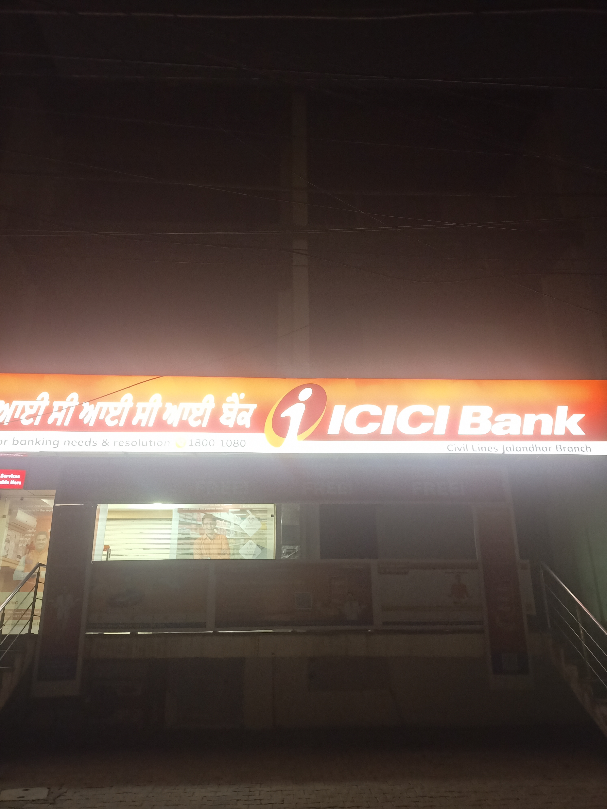 ਆਈ ਸੀ ਆਈ ਸੀ ਆਈ ਬੈਂਕ
i ICICI Bank
banking needs & resolution 1800 1080
Civil Lines Jalandhar Branch